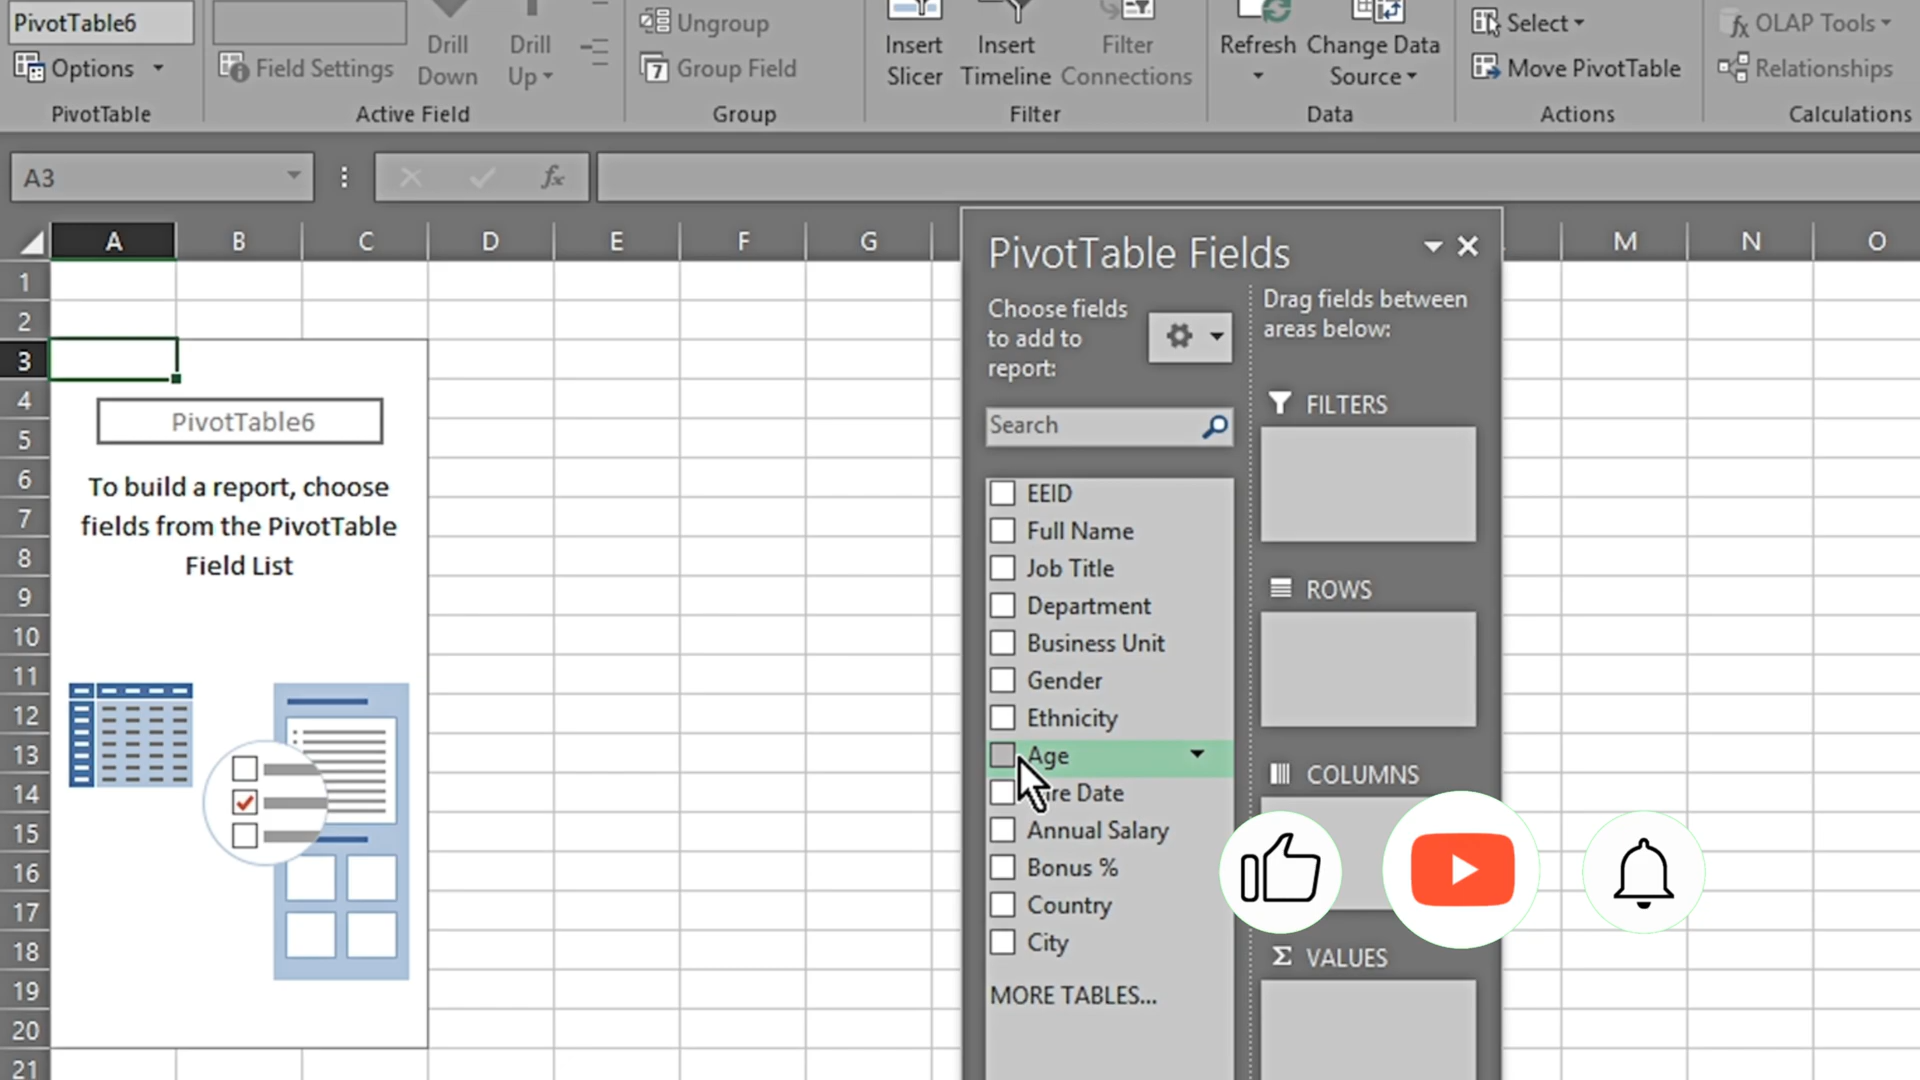 PivotTable6
Options
PivotTable
Field Settings
Drill
Down
Drill
Up
Active Field
Ungroup
7 Group Field
Group
Insert
Slicer
Insert
Timeline
Filter
Connections
Filter
Refresh
Change Data
Source
Data
Select
Move PivotTable
Actions
fx OLAP Tools
Relationships
Calculations
A3
fx
A B C D E F G M N O
1
2
3
4
5
6
7
8
9
10
11
12
13
14
15
16
17
18
19
20
21
PivotTable6
To build a report, choose
fields from the PivotTable
Field List
PivotTable Fields
Choose fields
to add to
report:
Search
EEID
Full Name
Job Title
Department
Business Unit
Gender
Ethnicity
Age
ire Date
Annual Salary
Bonus %
Country
City
MORE TABLES...
Drag fields between
areas below:
FILTERS
ROWS
COLUMNS
Σ VALUES